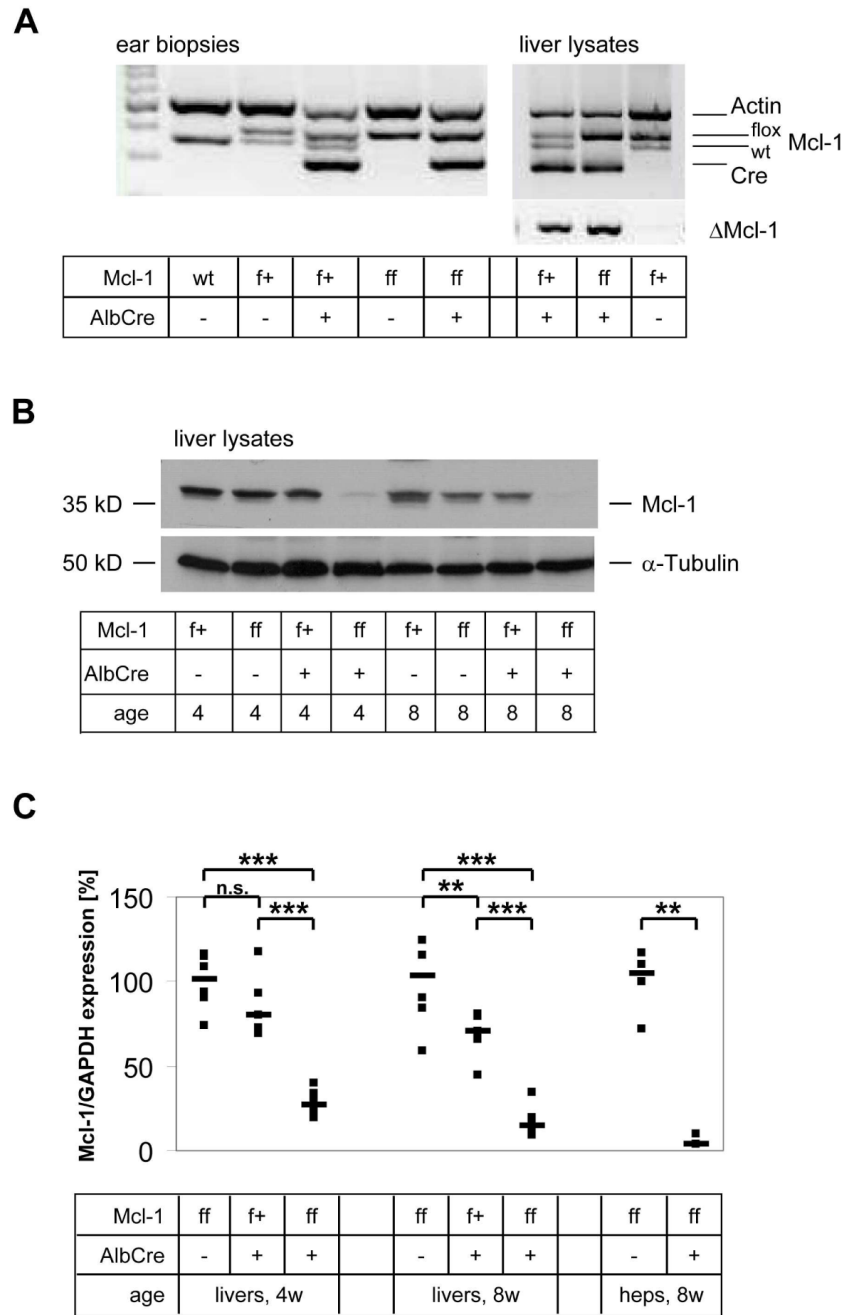 A
ear biopsies
liver lysates
Actin
flox
Mcl-1
wt
Cre
ΔMcl-1
Mcl-1 wt f+ f+ ff ff f+ ff f+
AlbCre - - + - + + + -
B
liver lysates
35 kD
Mcl-1
50 kD
α-Tubulin
Mcl-1 f+ ff f+ ff f+ ff f+ ff
AlbCre - - + + - - + +
age 4 4 4 4 8 8 8 8
C
*** ***
n.s. ** **
*** ***
Mcl-1/GAPDH expression [%]
150
100
50
0
Mcl-1 ff f+ ff ff f+ ff ff ff
AlbCre - + + - + + - +
age livers, 4w livers, 8w heps, 8w